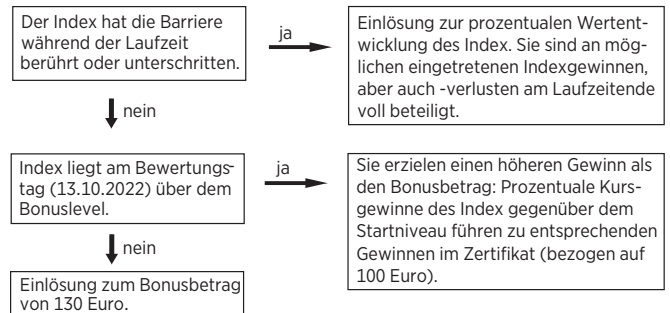 Der Index hat die Barriere
während der Laufzeit
berührt oder unterschritten.
ja
Einlösung zur prozentualen Wertent-
wicklung des Index. Sie sind an mög-
lichen eingetretenen Indexgewinnen,
aber auch -verlusten am Laufzeitende
voll beteiligt.
nein
Index liegt am Bewertungs-
tag (13.10.2022) über dem
Bonuslevel.
ja
Sie erzielen einen höheren Gewinn als
den Bonusbetrag: Prozentuale Kurs-
gewinne des Index gegenüber dem
Startniveau führen zu entsprechenden
Gewinnen im Zertifikat (bezogen auf
100 Euro).
nein
Einlösung zum Bonusbetrag
von 130 Euro.